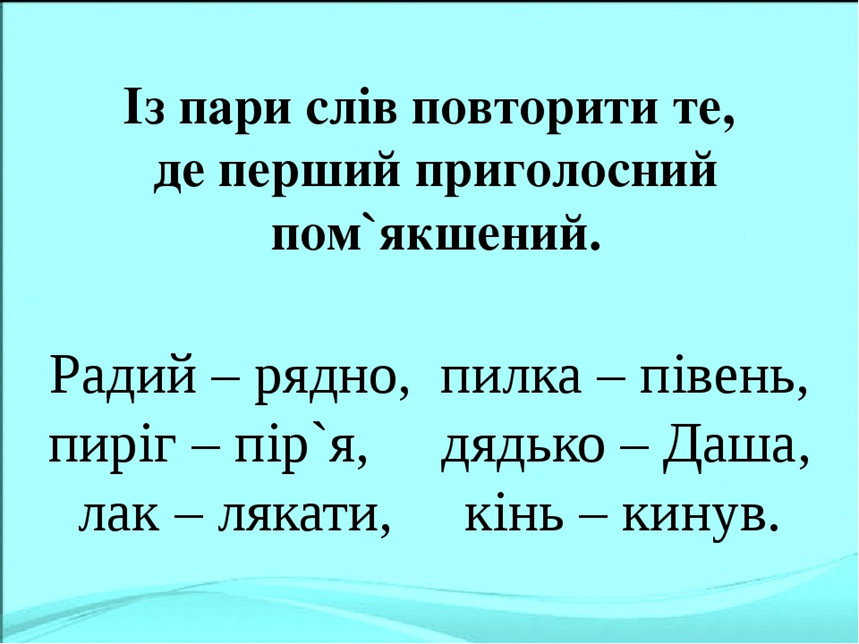 Із пари слів повторити те,
де перший приголосний
пом`якшений.
Радий – рядно, пилка – півень,
пиріг – пір`я, дядько – Даша,
лак – лякати, кінь – кинув.